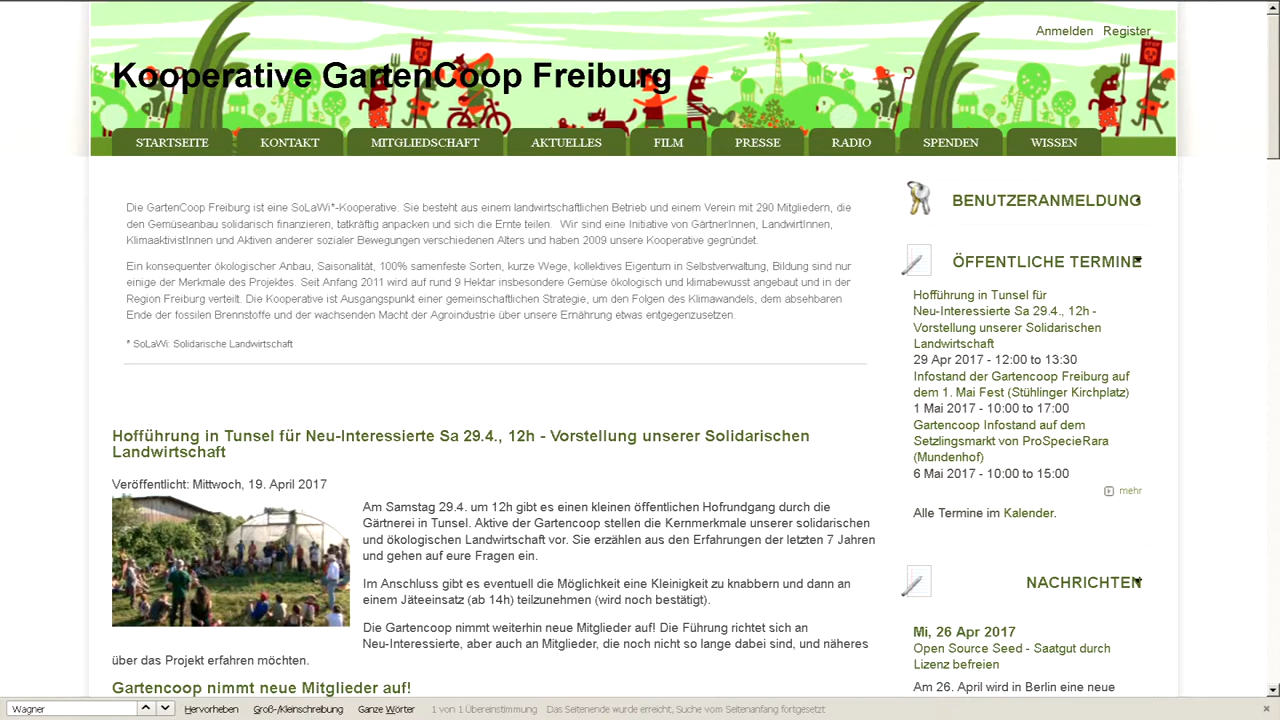 Anmelden Register
Kooperative GartenCoop Freiburg
STARTSEITE KONTAKT MITGLIEDSCHAFT AKTUELLES FILM PRESSE RADIO SPENDEN WISSEN
Die GartenCoop Freiburg ist eine SoLaWi*-Kooperative. Sie besteht aus einem landwirtschaftlichen Betrieb und einem Verein mit 290 Mitgliedern, die
den Gemüseanbau solidarisch finanzieren, tatkräftig anpacken und sich die Ernte teilen. Wir sind eine Initiative von GärtnerInnen, LandwirtInnen,
KlimaaktivistInnen und Aktiven anderer sozialer Bewegungen verschiedenen Alters und haben 2009 unsere Kooperative gegründet.
Ein konsequenter ökologischer Anbau, Saisonalität, 100% samenfeste Sorten, kurze Wege, kollektives Eigentum in Selbstverwaltung, Bildung sind nur
einige der Merkmale des Projektes. Seit Anfang 2011 wird auf rund 9 Hektar insbesondere Gemüse ökologisch und klimabewusst angebaut und in der
Region Freiburg verteilt. Die Kooperative ist Ausgangspunkt einer gemeinschaftlichen Strategie, um den Folgen des Klimawandels, dem absehbaren
Ende der fossilen Brennstoffe und der wachsenden Macht der Agroindustrie über unsere Ernährung etwas entgegenzusetzen.
* SoLaWi: Solidarische Landwirtschaft
Hofführung in Tunsel für Neu-Interessierte Sa 29.4., 12h - Vorstellung unserer Solidarischen
Landwirtschaft
Veröffentlicht: Mittwoch, 19. April 2017
Am Samstag 29.4. um 12h gibt es einen kleinen öffentlichen Hofrundgang durch die
Gärtnerei in Tunsel. Aktive der Gartencoop stellen die Kernmerkmale unserer solidarischen
und ökologischen Landwirtschaft vor. Sie erzählen aus den Erfahrungen der letzten 7 Jahren
und gehen auf eure Fragen ein.
Im Anschluss gibt es eventuell die Möglichkeit eine Kleinigkeit zu knabbern und dann an
einem Jäteeinsatz (ab 14h) teilzunehmen (wird noch bestätigt).
Die Gartencoop nimmt weiterhin neue Mitglieder auf! Die Führung richtet sich an
Neu-Interessierte, aber auch an Mitglieder, die noch nicht so lange dabei sind, und näheres
über das Projekt erfahren möchten.
Gartencoop nimmt neue Mitglieder auf!
BENUTZERANMELDUNG
ÖFFENTLICHE TERMINE
Hofführung in Tunsel für
Neu-Interessierte Sa 29.4., 12h -
Vorstellung unserer Solidarischen
Landwirtschaft
29 Apr 2017 - 12:00 to 13:30
Infostand der Gartencoop Freiburg auf
dem 1. Mai Fest (Stühlinger Kirchplatz)
1 Mai 2017 - 10:00 to 17:00
Gartencoop Infostand auf dem
Setzlingsmarkt von ProSpecieRara
(Mundenhof)
6 Mai 2017 - 10:00 to 15:00
mehr
Alle Termine im Kalender.
NACHRICHTEN
Mi, 26 Apr 2017
Open Source Seed - Saatgut durch
Lizenz befreien
Am 26. April wird in Berlin eine neue
Wagner Hervorheben Groß-/Kleinschreibung Ganze Wörter 1 von 1 Übereinstimmung Das Seitenende wurde erreicht, Suche vom Seitenanfang fortgesetzt
STOP
STOP